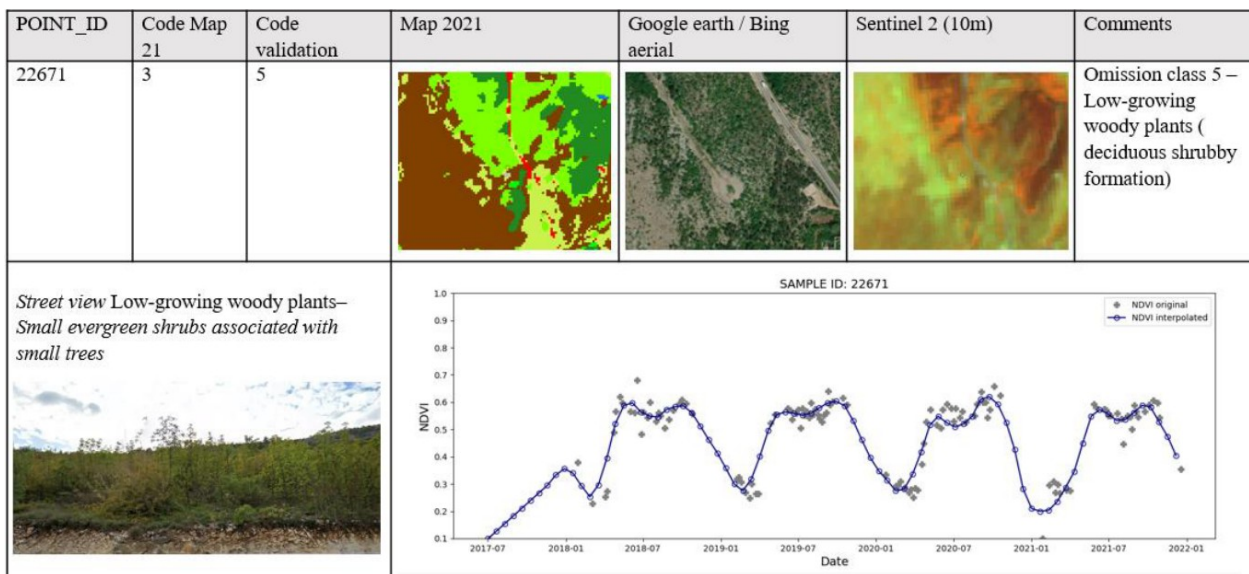 POINT_ID
Code Map
21
Code
validation
Map 2021
Google earth / Bing
aerial
Sentinel 2 (10m)
Comments
22671
3
5
Omission class 5 –
Low-growing
woody plants (
deciduous shrubby
formation)
Street view Low-growing woody plants–
Small evergreen shrubs associated with
small trees
SAMPLE ID: 22671
NDVI original
NDVI interpolated
NDVI
1.0
0.9
0.8
0.7
0.6
0.5
0.4
0.3
0.2
0.1
2017-07
2018-01
2018-07
2019-01
2019-07
2020-01
2020-07
2021-01
2021-07
2022-01
Date